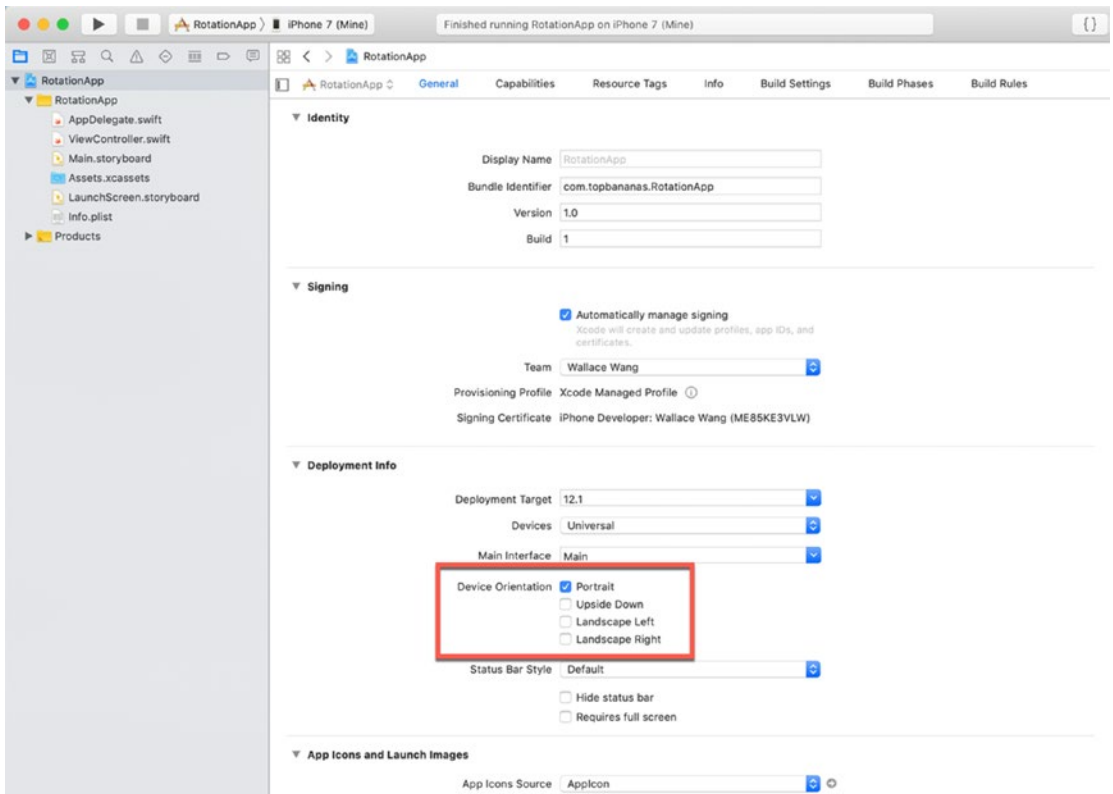 RotationApp 〉 iPhone 7 (Mine)
Finished running RotationApp on iPhone 7 (Mine)
{}
RotationApp
RotationApp
RotationApp
General
Capabilities
Resource Tags
Info
Build Settings
Build Phases
Build Rules
RotationApp
AppDelegate.swift
ViewController.swift
Main.storyboard
Assets.xcassets
LaunchScreen.storyboard
Info.plist
Products
Identity
Display Name RotationApp
Bundle Identifier com.topbananas.RotationApp
Version 1.0
Build 1
Signing
Automatically manage signing
Xcode will create and update profiles, app IDs, and
certificates.
Team Wallace Wang
Provisioning Profile Xcode Managed Profile
Signing Certificate iPhone Developer: Wallace Wang (ME85KE3VLW)
Deployment Info
Deployment Target 12.1
Devices Universal
Main Interface Main
Device Orientation Portrait
Upside Down
Landscape Left
Landscape Right
Status Bar Style Default
Hide status bar
Requires full screen
App Icons and Launch Images
App Icons Source AppIcon